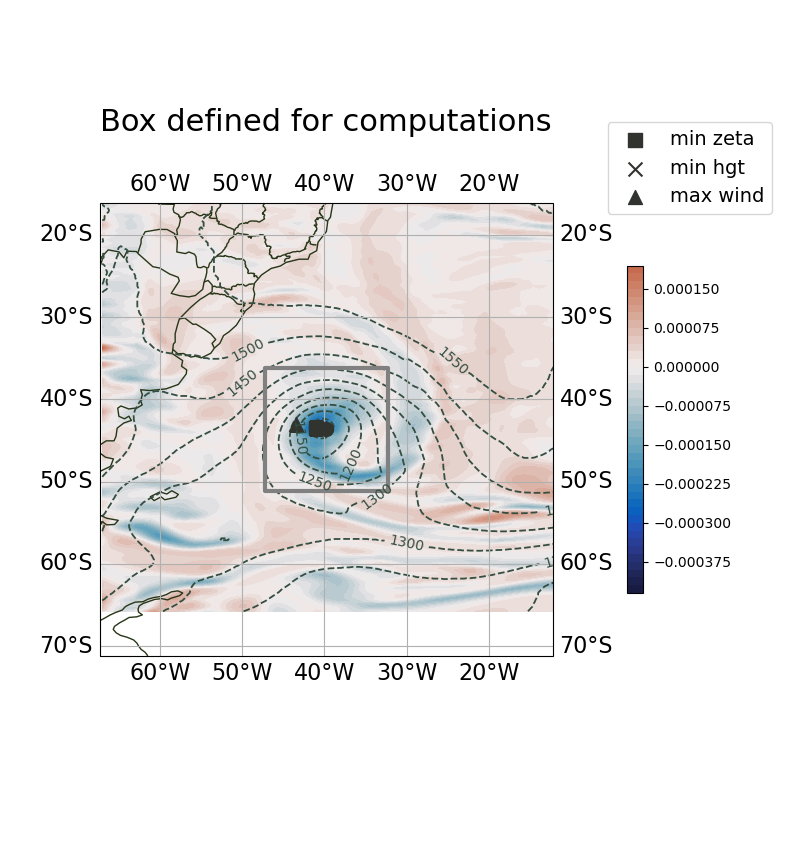 Box defined for computations
min zeta
min hgt
max wind
60°W 50°W 40°W 30°W 20°W
20°S 20°S
30°S 30°S
40°S 40°S
50°S 50°S
60°S 60°S
70°S 70°S
60°W 50°W 40°W 30°W 20°W
1500
1550
1450
1200
1250
1300
1300
0.000150
0.000075
0.000000
−0.000075
−0.000150
−0.000225
−0.000300
−0.000375